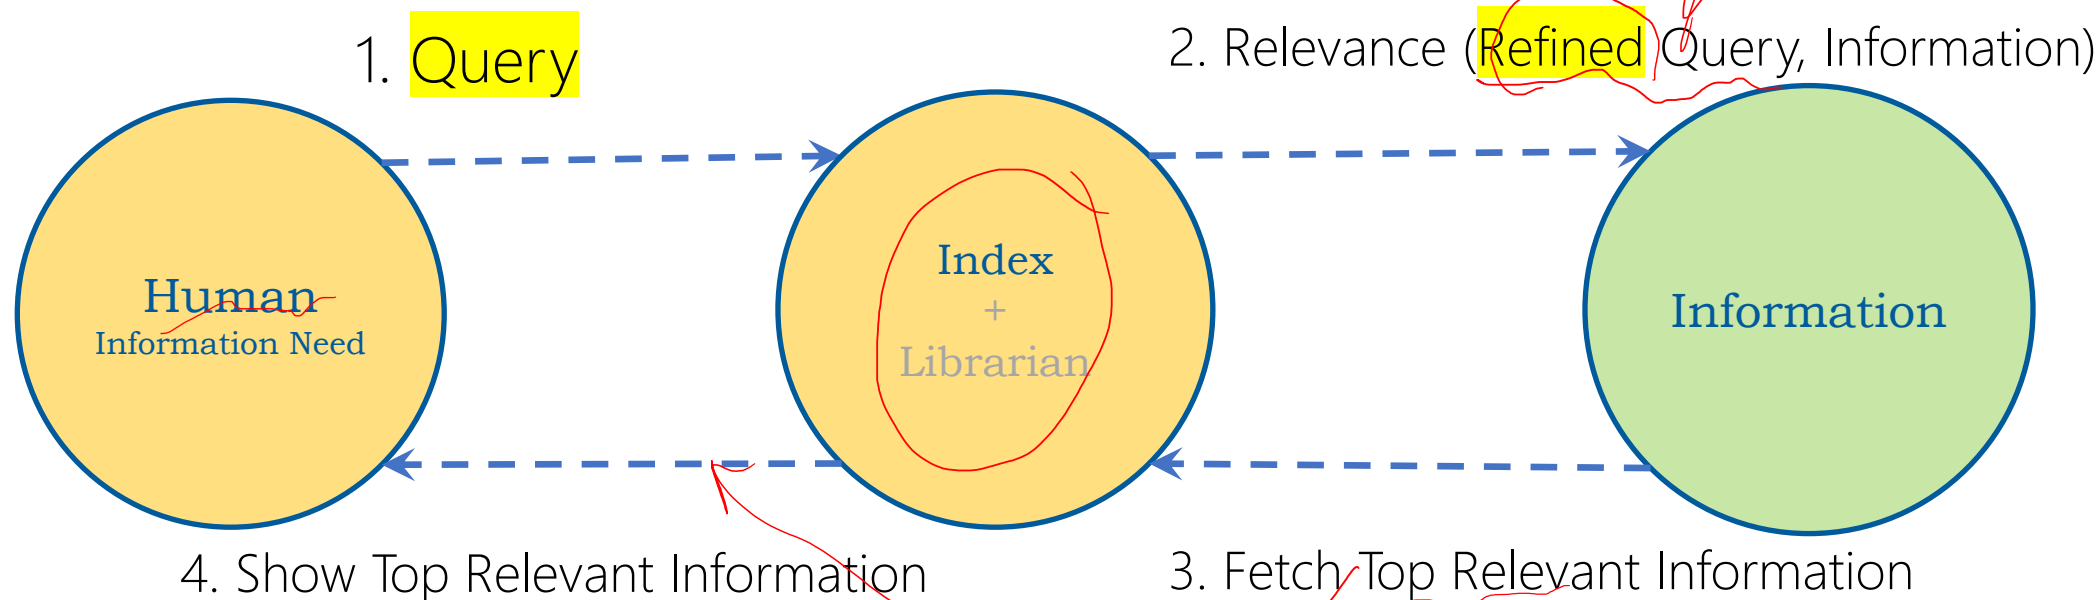 1. Query
2. Relevance (Refined Query, Information)
Human
Information Need
Index
+
Librarian
Information
4. Show Top Relevant Information
3. Fetch Top Relevant Information